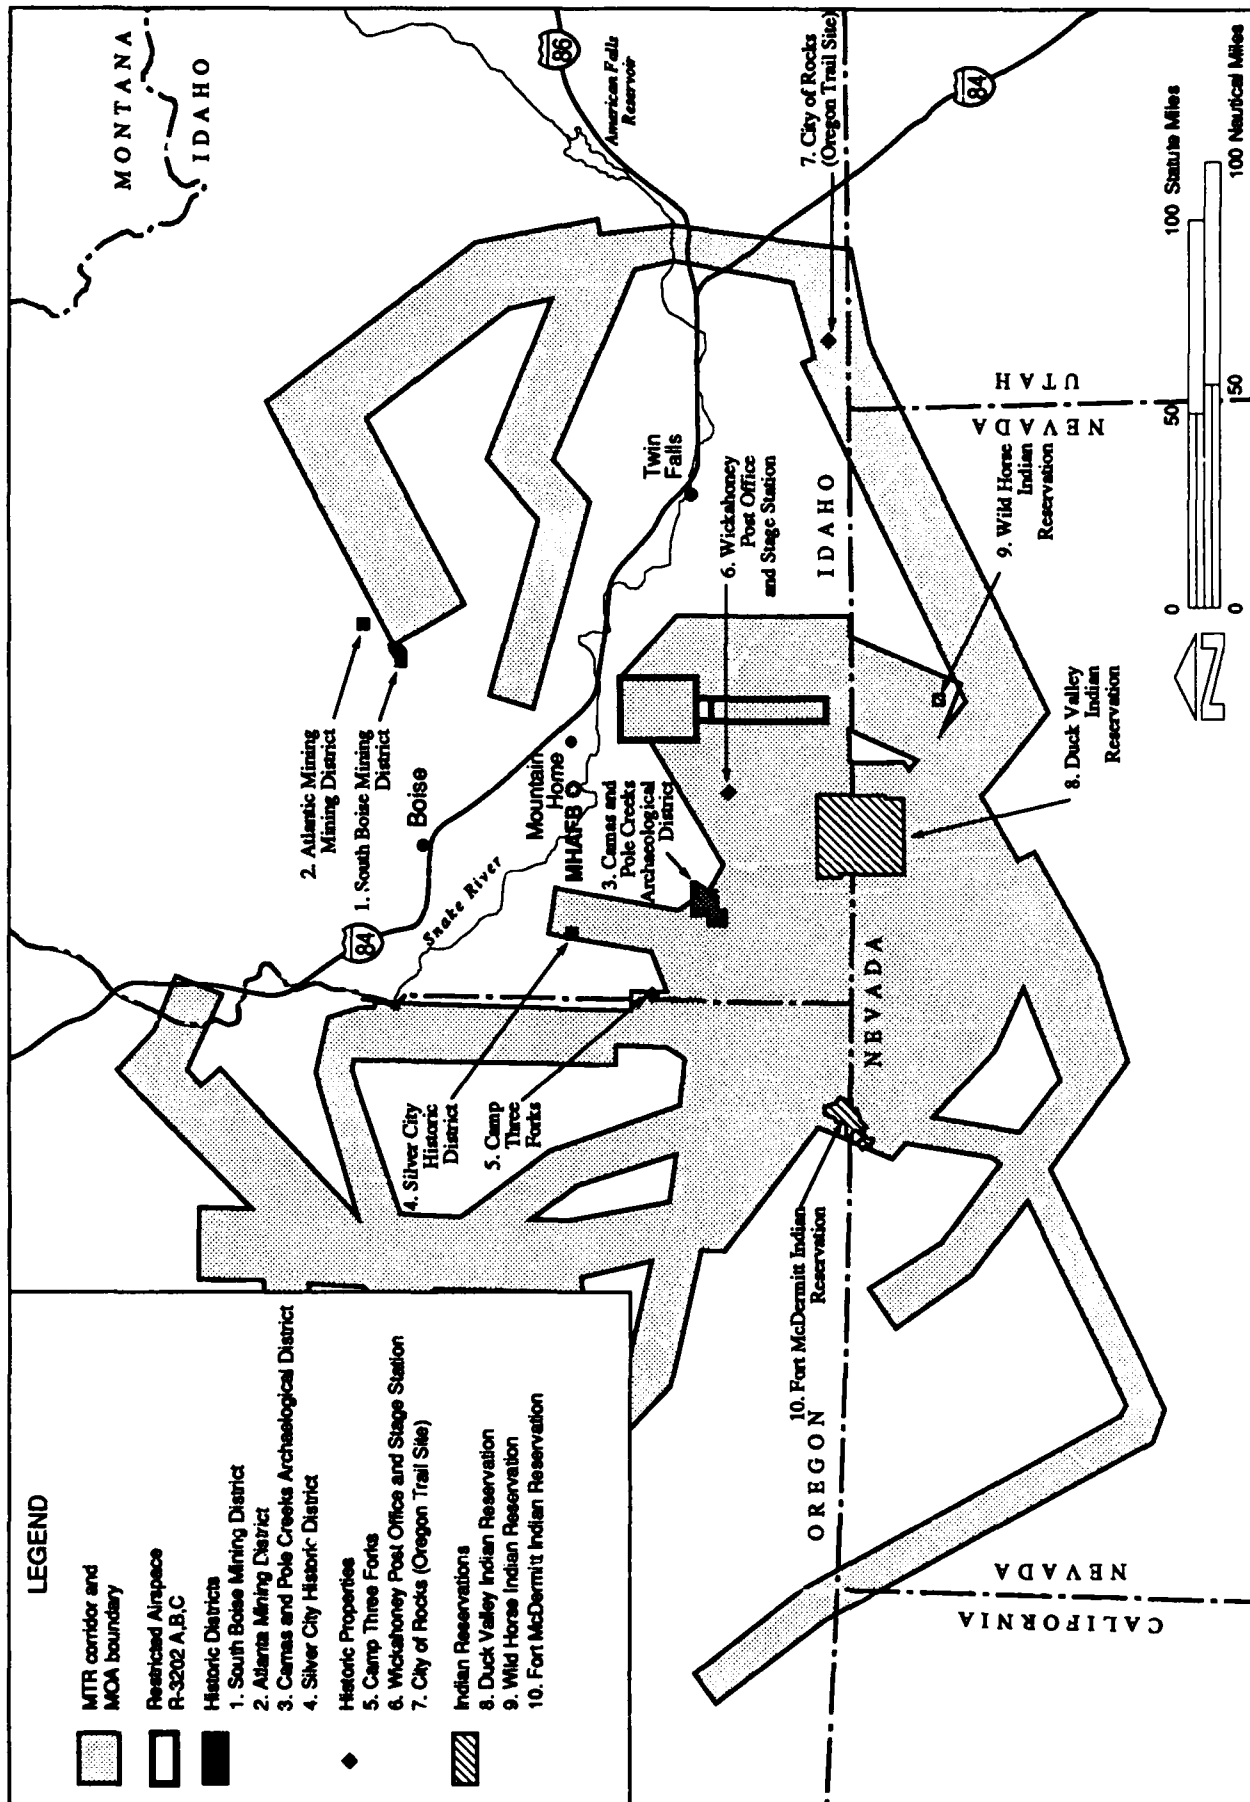 LEGEND
MTR corridor and
MOA boundary
Restricted Airspace
R-3202 A,B,C
Historic Districts
1. South Boise Mining District
2. Atlanta Mining District
3. Camas and Pole Creeks Archaelogical District
4. Silver City Historic District
Historic Properties
5. Camp Three Forks
6. Wickahoney Post Office and Stage Station
7. City of Rocks (Oregon Trail Site)
Indian Reservations
8. Duck Valley Indian Reservation
9. Wild Horse Indian Reservation
10. Fort McDermitt Indian Reservation
MONTANA
IDAHO
86
American Falls
Reservoir
84
7. City of Rocks
(Oregon Trail Site)
2. Atlantic Mining
Mining District
1. South Boise Mining
District
Boise
84
Snake River
Mountain
Home
MHAFB
Twin
Falls
3. Camas and
Pole Creeks
Archaeological
District
6. Wickahoney
Post Office
and Stage Station
4. Silver City
Historic
District
5. Camp
Three
Forks
IDAHO
NEVADA
OREGON
UTAH
NEVADA
9. Wild Horse
Indian
Reservation
8. Duck Valley
Indian
Reservation
10. Fort McDermitt Indian
Reservation
NEVADA
CALIFORNIA
0 50 100 Statute Miles
0 50 100 Nautical Miles
N